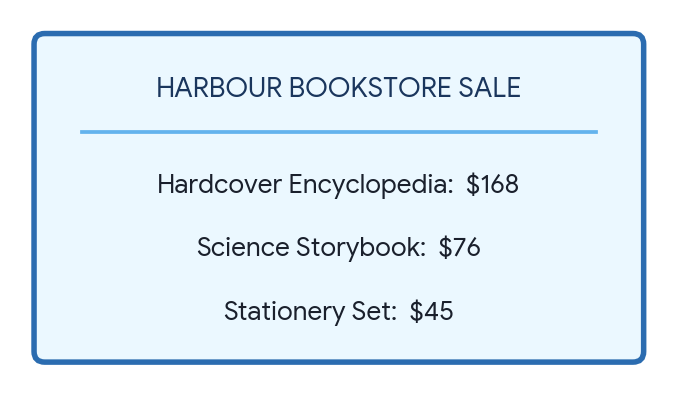 HARBOUR BOOKSTORE SALE
Hardcover Encyclopedia: $168
Science Storybook: $76
Stationery Set: $45